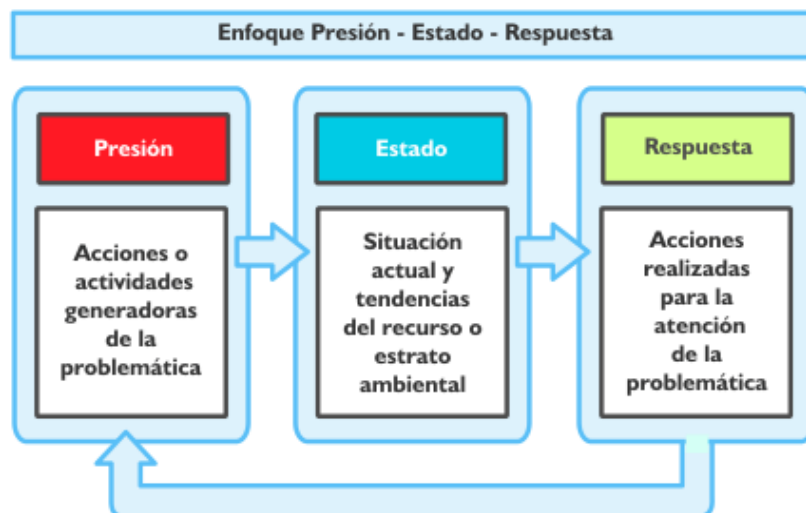 Enfoque Presión - Estado - Respuesta
Presión
Acciones o
actividades
generadoras
de la
problemática
Estado
Situación
actual y
tendencias
del recurso o
estrato
ambiental
Respuesta
Acciones
realizadas
para la
atención
de la
problemática